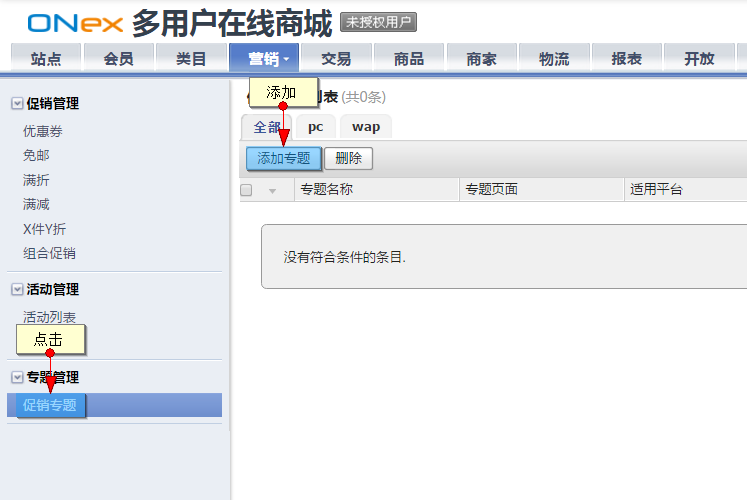 ONex 多用户在线商城 未授权用户
站点 会员 类目 营销 交易 商品 商家 物流 报表 开放
促销管理
优惠券
免邮
满折
满减
X件Y折
组合促销
活动管理
活动列表
点击
专题管理
促销专题
添加
列表 (共0条)
全部 pc wap
添加专题 删除
专题名称 专题页面 适用平台
没有符合条件的条目.